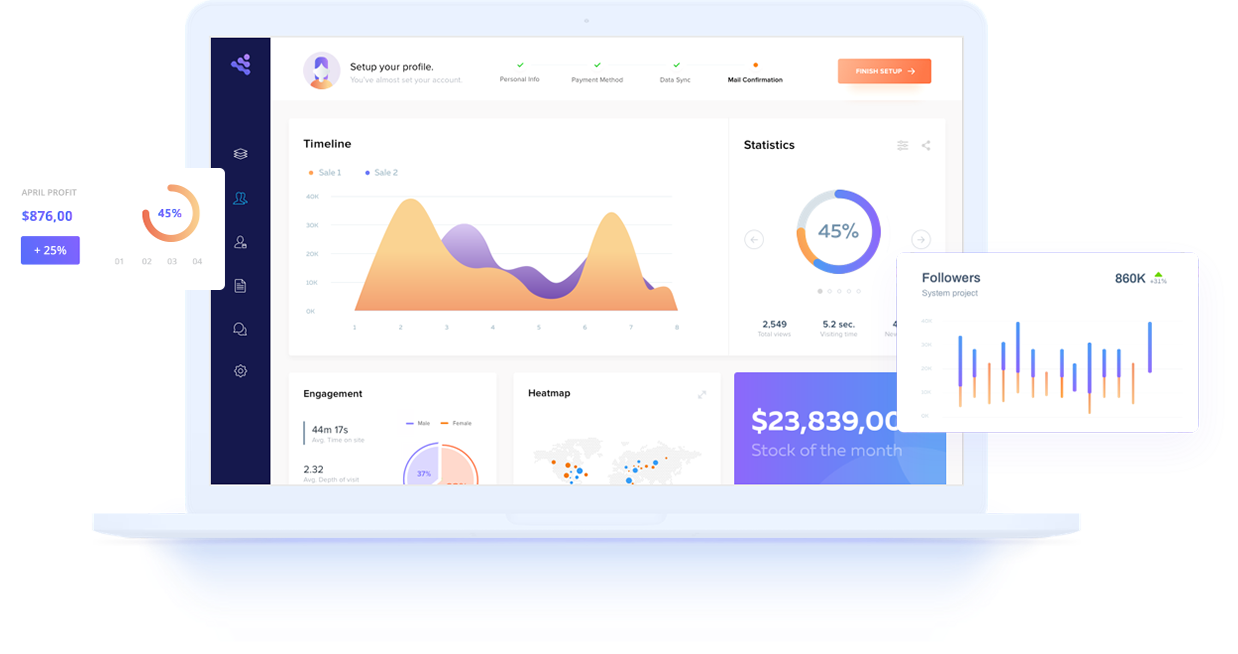 Setup your profile.
You've almost set your account.
Personal Info
Payment Method
Data Sync
Mail Confirmation
FINISH SETUP
Timeline
Sale 1
Sale 2
40K
30K
20K
10K
0K
1 2 3 4 5 6 7 8
Statistics
45%
2,549
Total views
5.2 sec.
Visiting time
APRIL PROFIT
$876,00
+ 25%
45%
01 02 03 04
Followers
System project
860K
+31%
40K
30K
20K
10K
0K
Engagement
44m 17s
Avg. Time on site
2.32
Avg. Depth of visit
Male
Female
37%
Heatmap
$23,839,00
Stock of the month